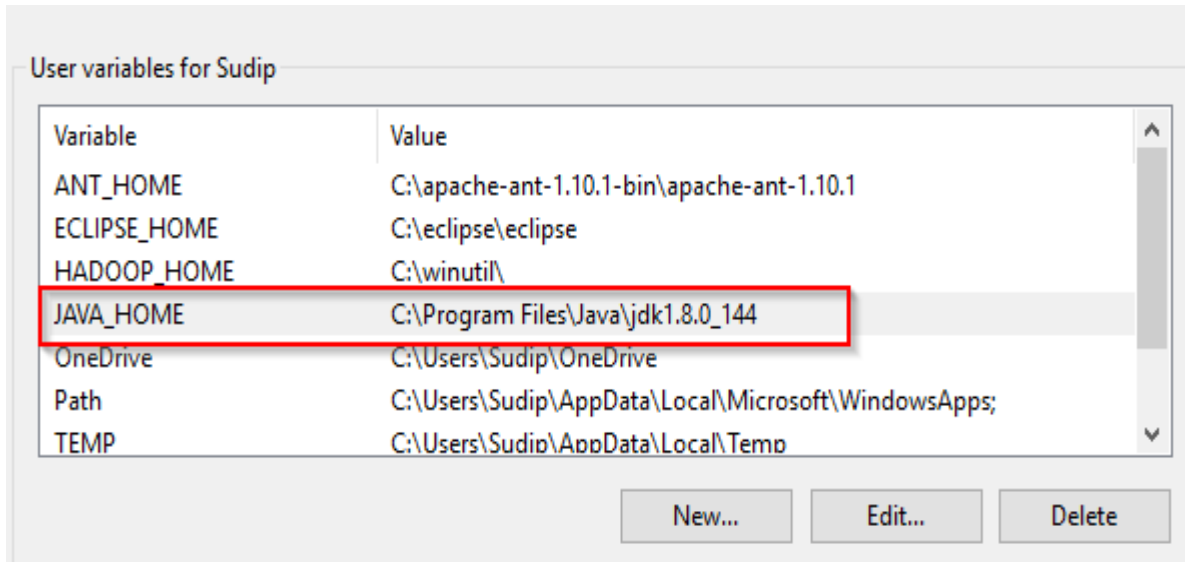 User variables for Sudip
Variable Value
ANT_HOME C:\apache-ant-1.10.1-bin\apache-ant-1.10.1
ECLIPSE_HOME C:\eclipse\eclipse
HADOOP_HOME C:\winutil\
JAVA_HOME C:\Program Files\Java\jdk1.8.0_144
OneDrive C:\Users\Sudip\OneDrive
Path C:\Users\Sudip\AppData\Local\Microsoft\WindowsApps;
TEMP C:\Users\Sudip\AppData\Local\Temp
New... Edit... Delete